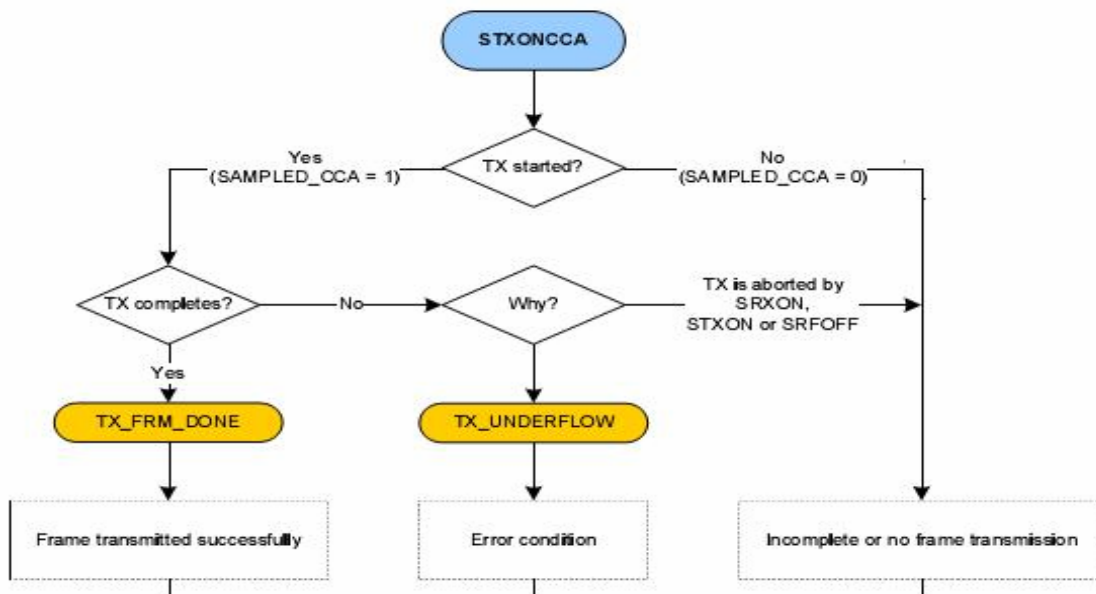 STXONCCA
TX started?
Yes
(SAMPLED_CCA = 1)
No
(SAMPLED_CCA = 0)
TX completes?
No
Why?
TX is aborted by
SRXON,
STXON or SRFOFF
Yes
TX_FRM_DONE
TX_UNDERFLOW
Frame transmitted successfully
Error condition
Incomplete or no frame transmission